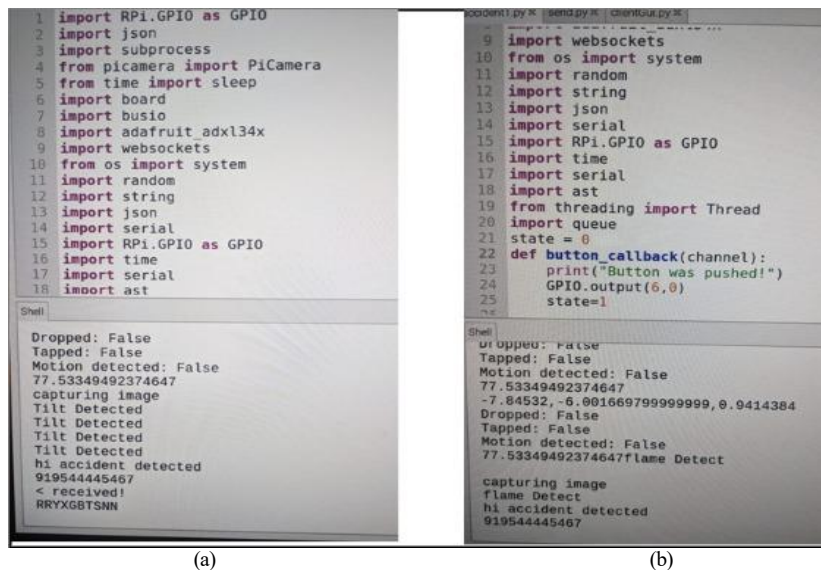 1 import RPi.GPIO as GPIO
2 import json
3 import subprocess
4 from picamera import PiCamera
5 from time import sleep
6 import board
7 import busio
8 import adafruit_adxl34x
9 import websockets
10 from os import system
11 import random
12 import string
13 import json
14 import serial
15 import RPi.GPIO as GPIO
16 import time
17 import serial
18 import ast
Shell
Dropped: False
Tapped: False
Motion detected: False
77.53349492374647
capturing image
Tilt Detected
Tilt Detected
Tilt Detected
Tilt Detected
hi accident detected
919544445467
< received!
RRYXGBTSNN
(a)
accident1.py send.py clientGui.py
9 import websockets
10 from os import system
11 import random
12 import string
13 import json
14 import serial
15 import RPi.GPIO as GPIO
16 import time
17 import serial
18 import ast
19 from threading import Thread
20 import queue
21 state = 0
22 def button_callback(channel):
23 print("Button was pushed!")
24 GPIO.output(6,0)
25 state=1
Shell
Dropped: False
Tapped: False
Motion detected: False
77.53349492374647
-7.84532,-6.001669799999999,0.9414384
Dropped: False
Tapped: False
Motion detected: False
77.53349492374647flame Detect
capturing image
flame Detect
hi accident detected
919544445467
(b)